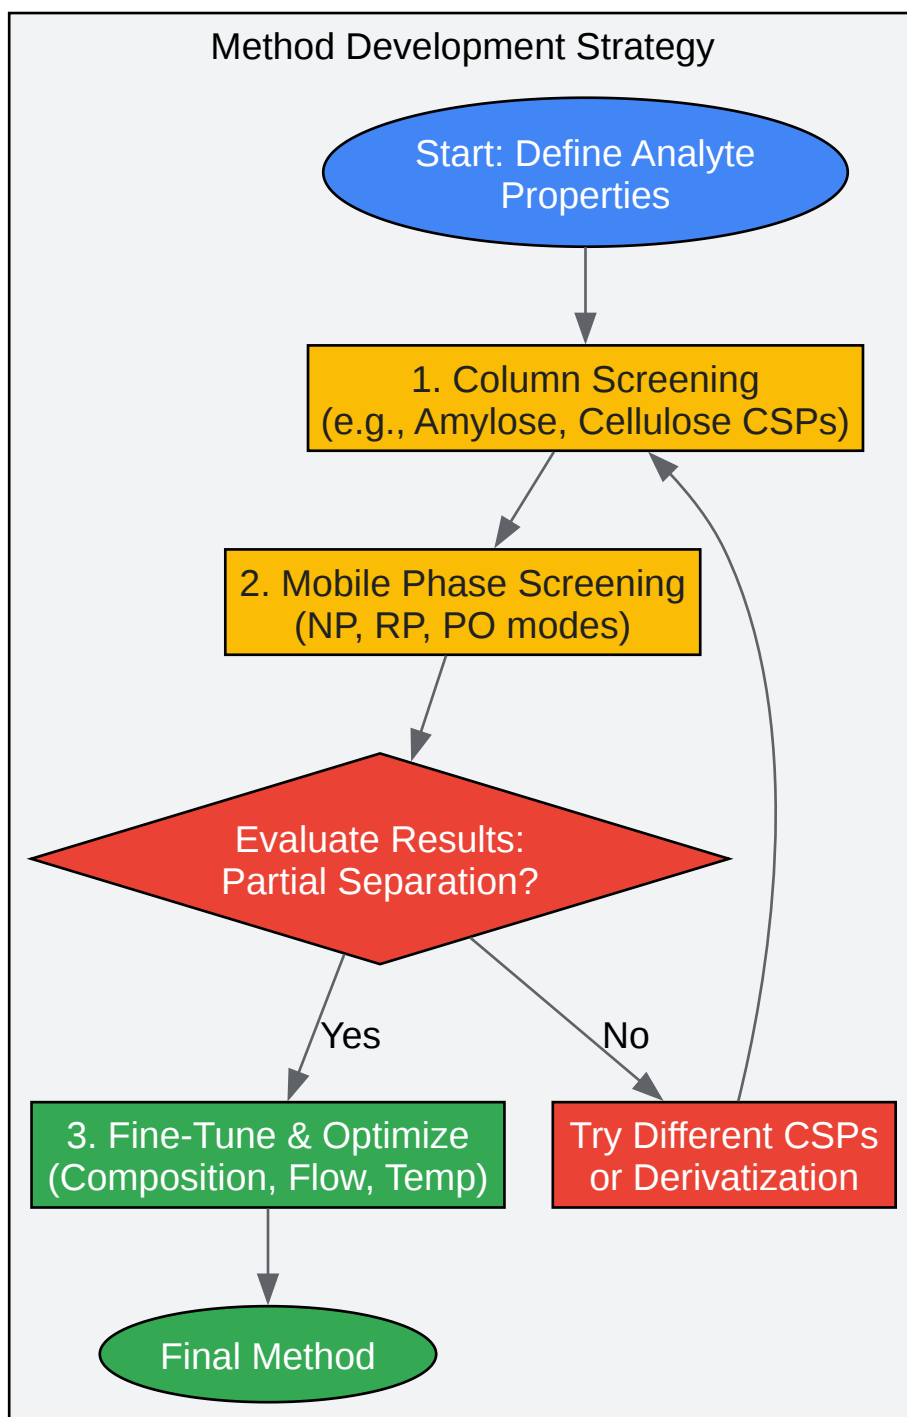 Method Development Strategy
Start: Define Analyte
Properties
1. Column Screening
(e.g., Amylose, Cellulose CSPs)
2. Mobile Phase Screening
(NP, RP, PO modes)
Evaluate Results:
Partial Separation?
Yes
No
3. Fine-Tune & Optimize
(Composition, Flow, Temp)
Try Different CSPs
or Derivatization
Final Method